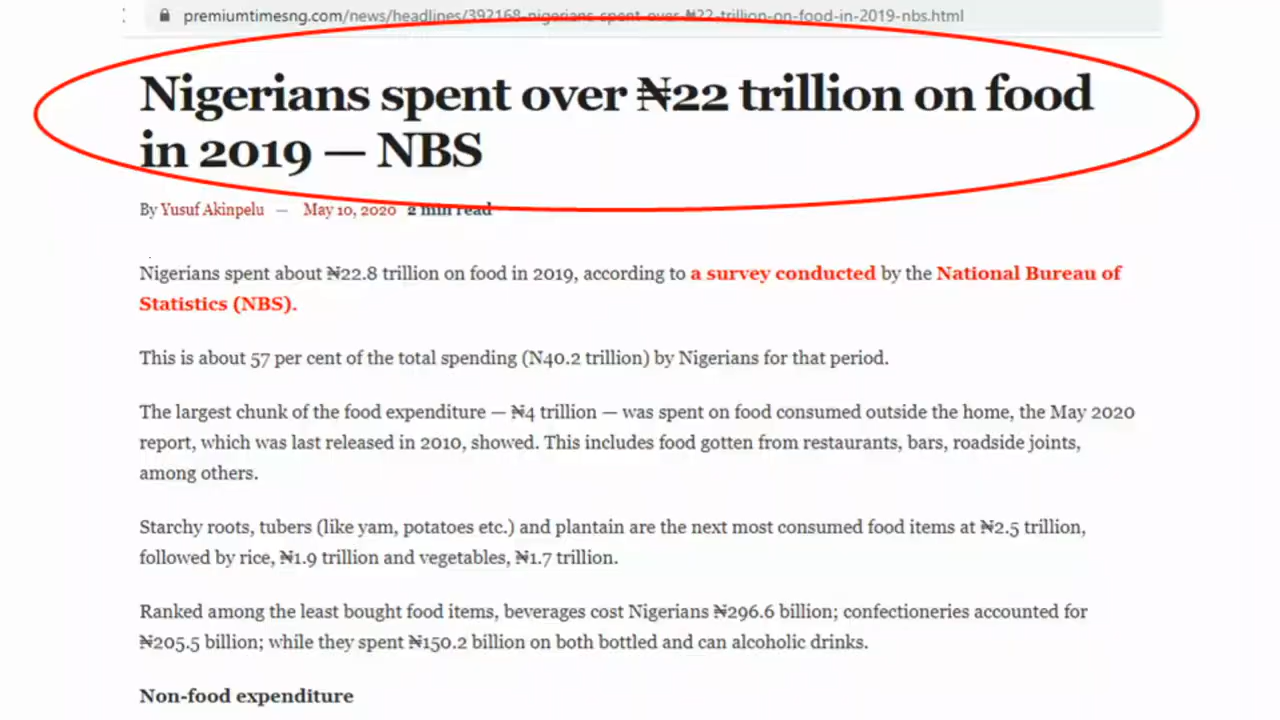 premiumtimesng.com/news/headlines/392168-nigerians-spent-over-₦22-trillion-on-food-in-2019-nbs.html
Nigerians spent over ₦22 trillion on food
in 2019 — NBS
By Yusuf Akinpelu — May 10, 2020 2 min read
Nigerians spent about ₦22.8 trillion on food in 2019, according to a survey conducted by the National Bureau of
Statistics (NBS).
This is about 57 per cent of the total spending (N40.2 trillion) by Nigerians for that period.
The largest chunk of the food expenditure — ₦4 trillion — was spent on food consumed outside the home, the May 2020
report, which was last released in 2010, showed. This includes food gotten from restaurants, bars, roadside joints,
among others.
Starchy roots, tubers (like yam, potatoes etc.) and plantain are the next most consumed food items at ₦2.5 trillion,
followed by rice, ₦1.9 trillion and vegetables, ₦1.7 trillion.
Ranked among the least bought food items, beverages cost Nigerians ₦296.6 billion; confectioneries accounted for
₦205.5 billion; while they spent ₦150.2 billion on both bottled and can alcoholic drinks.
Non-food expenditure